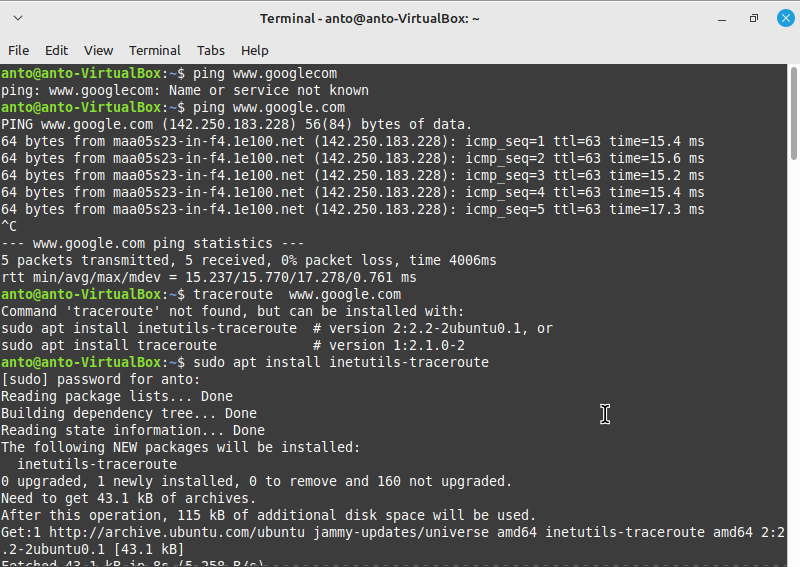 Terminal - anto@anto-VirtualBox: ~
File Edit View Terminal Tabs Help
anto@anto-VirtualBox:~$ ping www.googlecom
ping: www.googlecom: Name or service not known
anto@anto-VirtualBox:~$ ping www.google.com
PING www.google.com (142.250.183.228) 56(84) bytes of data.
64 bytes from maa05s23-in-f4.1e100.net (142.250.183.228): icmp_seq=1 ttl=63 time=15.4 ms
64 bytes from maa05s23-in-f4.1e100.net (142.250.183.228): icmp_seq=2 ttl=63 time=15.6 ms
64 bytes from maa05s23-in-f4.1e100.net (142.250.183.228): icmp_seq=3 ttl=63 time=15.2 ms
64 bytes from maa05s23-in-f4.1e100.net (142.250.183.228): icmp_seq=4 ttl=63 time=15.4 ms
64 bytes from maa05s23-in-f4.1e100.net (142.250.183.228): icmp_seq=5 ttl=63 time=17.3 ms
^C
--- www.google.com ping statistics ---
5 packets transmitted, 5 received, 0% packet loss, time 4006ms
rtt min/avg/max/mdev = 15.237/15.770/17.278/0.761 ms
anto@anto-VirtualBox:~$ traceroute  www.google.com
Command 'traceroute' not found, but can be installed with:
sudo apt install inetutils-traceroute  # version 2:2.2-2ubuntu0.1, or
sudo apt install traceroute            # version 1:2.1.0-2
anto@anto-VirtualBox:~$ sudo apt install inetutils-traceroute
[sudo] password for anto:
Reading package lists... Done
Building dependency tree... Done
Reading state information... Done
The following NEW packages will be installed:
  inetutils-traceroute
0 upgraded, 1 newly installed, 0 to remove and 160 not upgraded.
Need to get 43.1 kB of archives.
After this operation, 115 kB of additional disk space will be used.
Get:1 http://archive.ubuntu.com/ubuntu jammy-updates/universe amd64 inetutils-traceroute amd64 2:2
.2-2ubuntu0.1 [43.1 kB]
Fetched 43.1 kB in 8s (5,258 B/s)